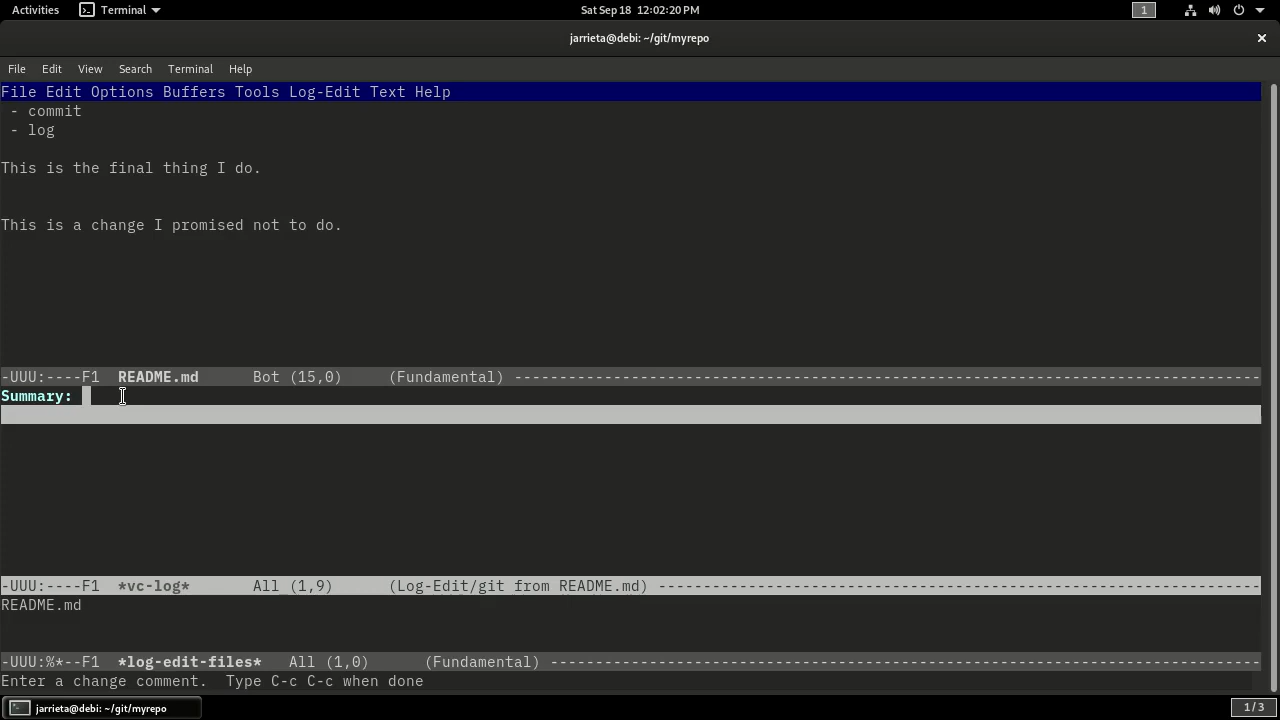 Activities Terminal Sat Sep 18 12:02:20 PM 1
jarrieta@debi: ~/git/myrepo
File Edit View Search Terminal Help
File Edit Options Buffers Tools Log-Edit Text Help
- commit
- log
This is the final thing I do.
This is a change I promised not to do.
-UUU:----F1 README.md Bot (15,0) (Fundamental) -----------------------------------------------------------------------------------
Summary:
-UUU:----F1 *vc-log* All (1,9) (Log-Edit/git from README.md) -------------------------------------------------------------------
README.md
-UUU:%*--F1 *log-edit-files* All (1,0) (Fundamental) -------------------------------------------------------------------------------
Enter a change comment. Type C-c C-c when done
jarrieta@debi: ~/git/myrepo 1/3